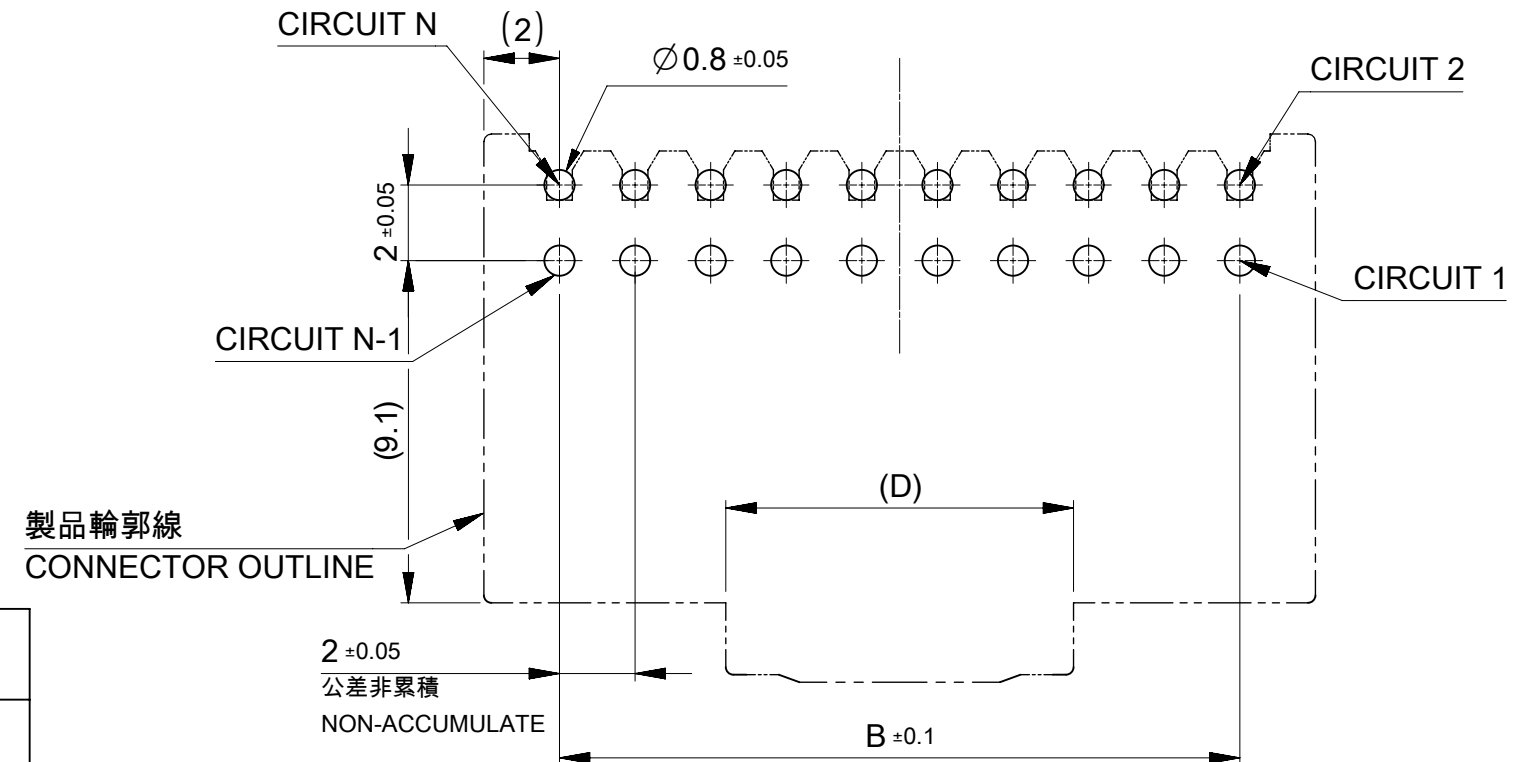 CIRCUIT N
(2)
∅0.8 ±0.05
CIRCUIT 2
2 ±0.05
CIRCUIT 1
CIRCUIT N-1
(9.1)
(D)
製品輪郭線
CONNECTOR OUTLINE
2 ±0.05
公差非累積
NON-ACCUMULATE
B ±0.1